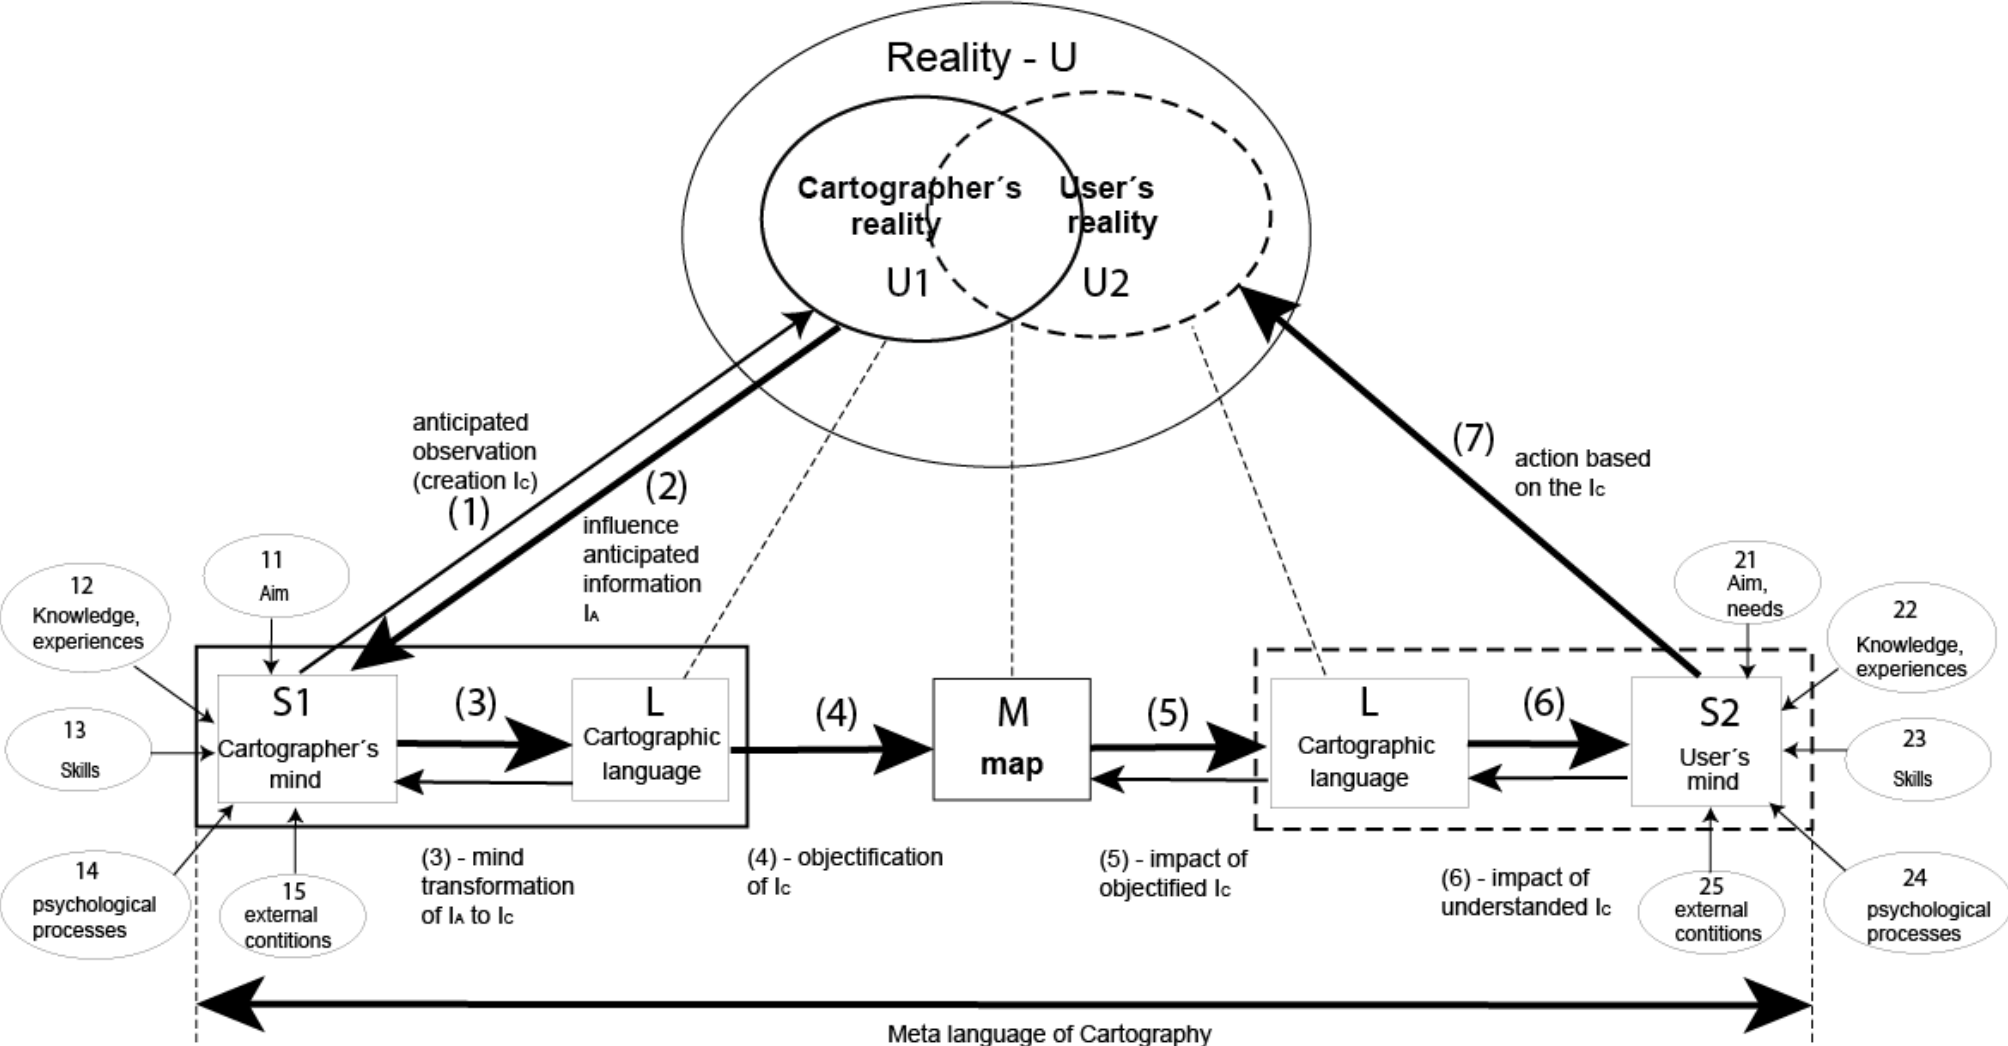 Reality - U
Cartographer´s
reality
U1
User´s
reality
U2
anticipated
observation
(creation Ic)
(1)
(2)
influence
anticipated
information
IA
(7)
action based
on the Ic
11
Aim
12
Knowledge,
experiences
13
Skills
14
psychological
processes
15
external
contitions
S1
Cartographer´s
mind
(3)
L
Cartographic
language
(4)
M
map
(5)
L
Cartographic
language
(6)
S2
User´s
mind
21
Aim,
needs
22
Knowledge,
experiences
23
Skills
24
psychological
processes
25
external
contitions
(3) - mind
transformation
of IA to Ic
(4) - objectification
of Ic
(5) - impact of
objectified Ic
(6) - impact of
understanded Ic
Meta language of Cartography